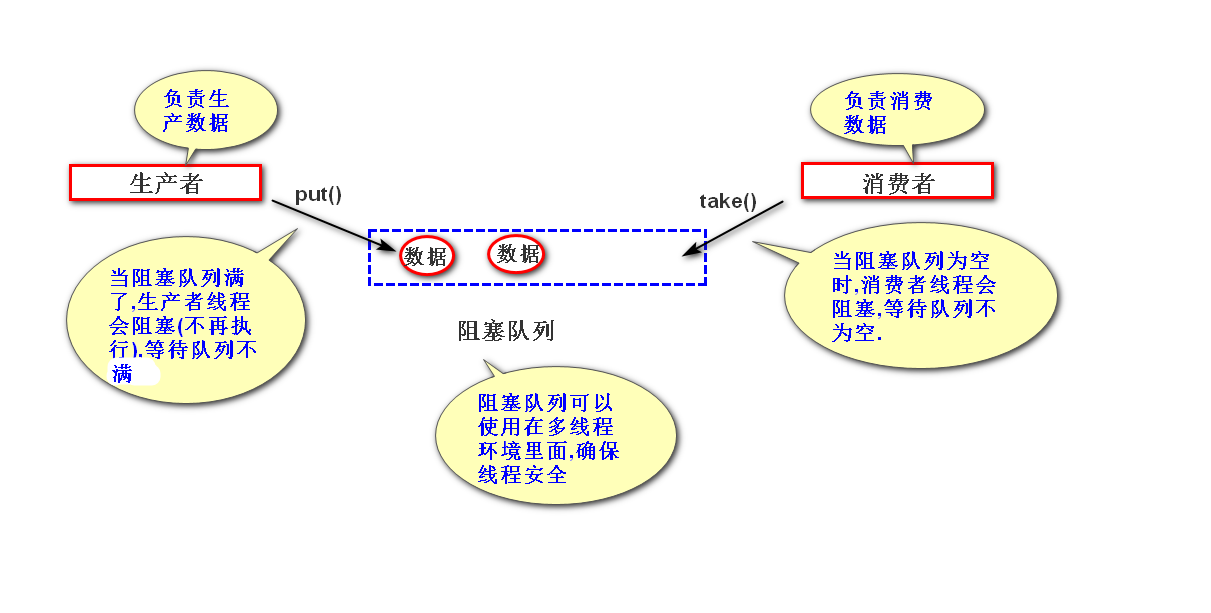 负责生
产数据
生产者
put()
当阻塞队列满
了,生产者线程
会阻塞(不再执
行).等待队列不
满
数据
数据
阻塞队列
阻塞队列可以
使用在多线程
环境里面,确保
线程安全
负责消费
数据
消费者
take()
当阻塞队列为空
时,消费者线程会
阻塞,等待队列不
为空.